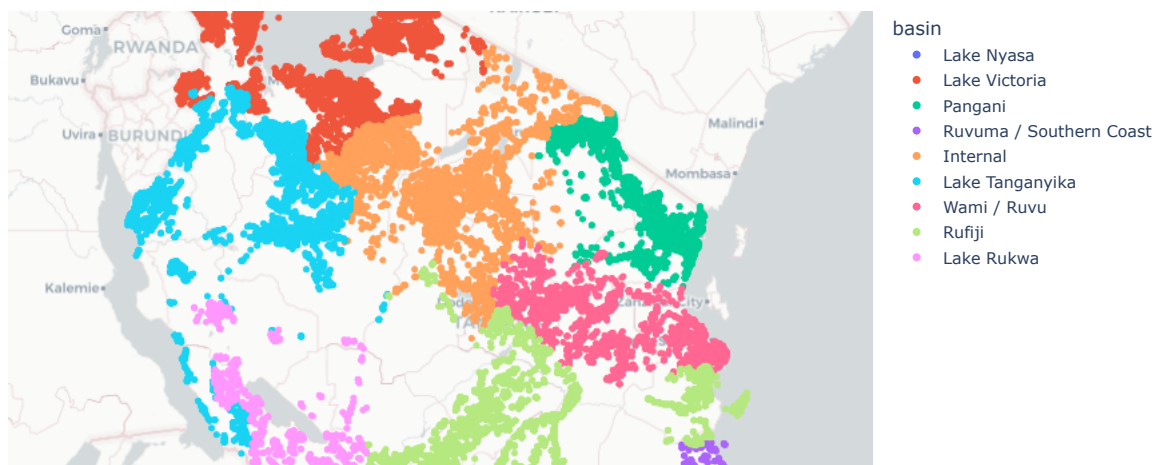 Goma
RWANDA
basin
Lake Nyasa
Bukavu
Lake Victoria
Pangani
Uvira
BURUNDI
Malindi
Ruvuma / Southern Coast
Internal
Mombasa
Lake Tanganyika
Wami / Ruvu
Rufiji
Lake Rukwa
Kalemie
City